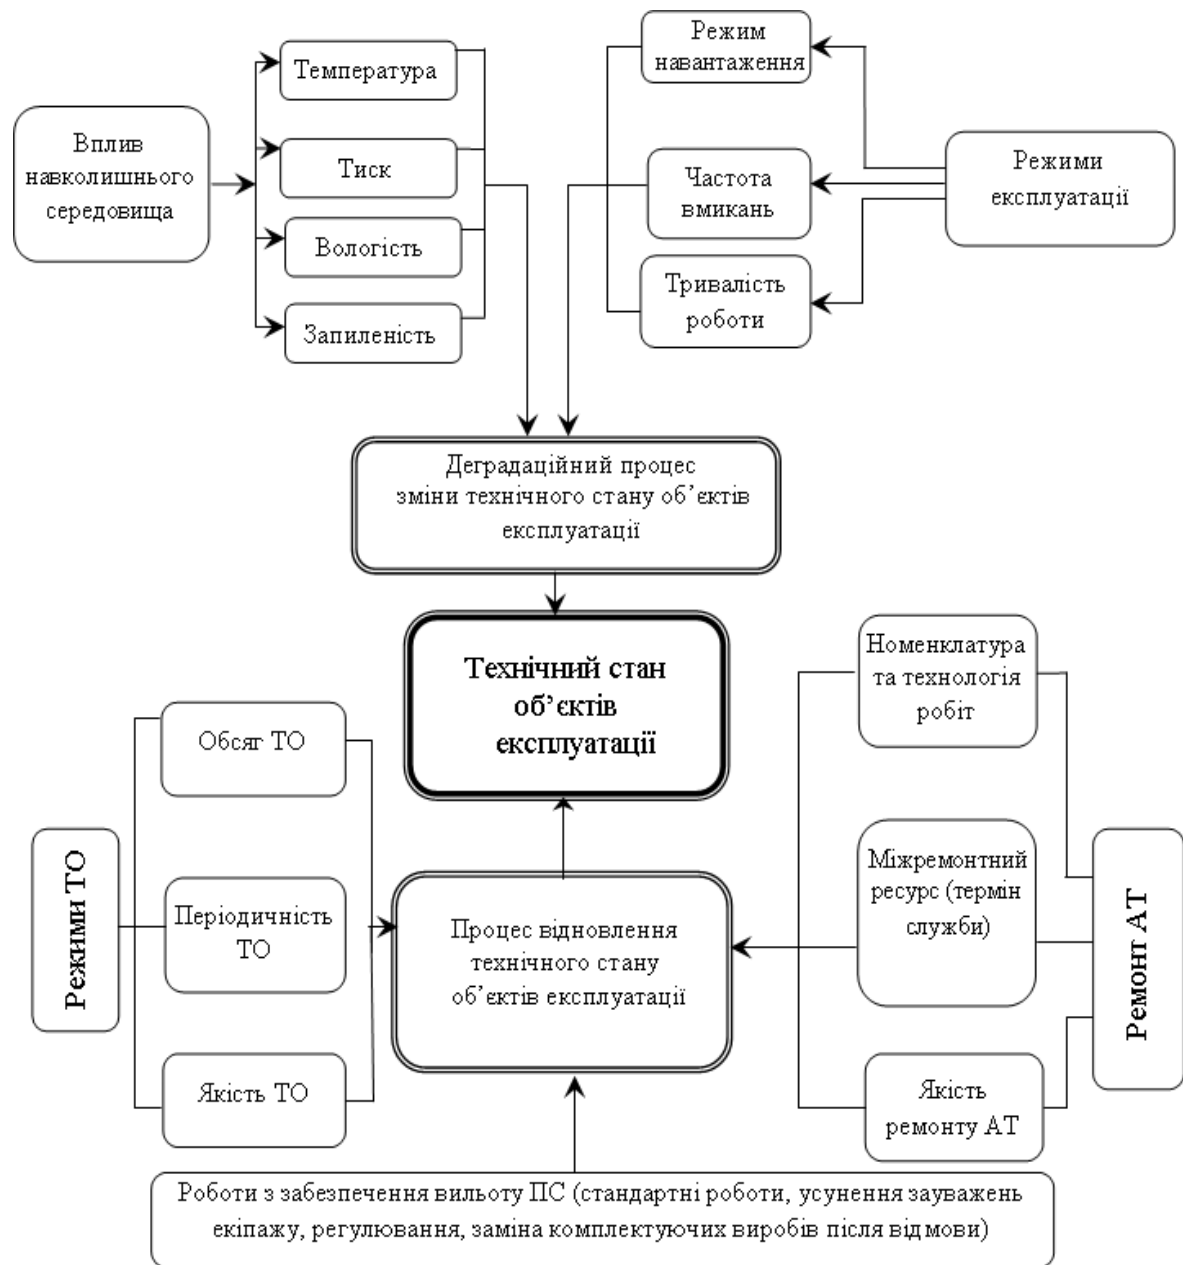 Вплив
навколишнього
середовища
Температура
Тиск
Вологість
Запиленість
Режим
навантаження
Частота
вмикань
Тривалість
роботи
Режими
експлуатації
Деградаційний процес
зміни технічного стану об’єктів
експлуатації
Технічний стан
об’єктів
експлуатації
Режими ТО
Обсяг ТО
Періодичність
ТО
Якість ТО
Процес відновлення
технічного стану
об’єктів експлуатації
Номенклатура
та технологія
робіт
Міжремонтний
ресурс (термін
служби)
Якість
ремонту АТ
Ремонт АТ
Роботи з забезпечення вильоту ПС (стандартні роботи, усунення зауважень
екіпажу, регулювання, заміна комплектуючих виробів після відмови)